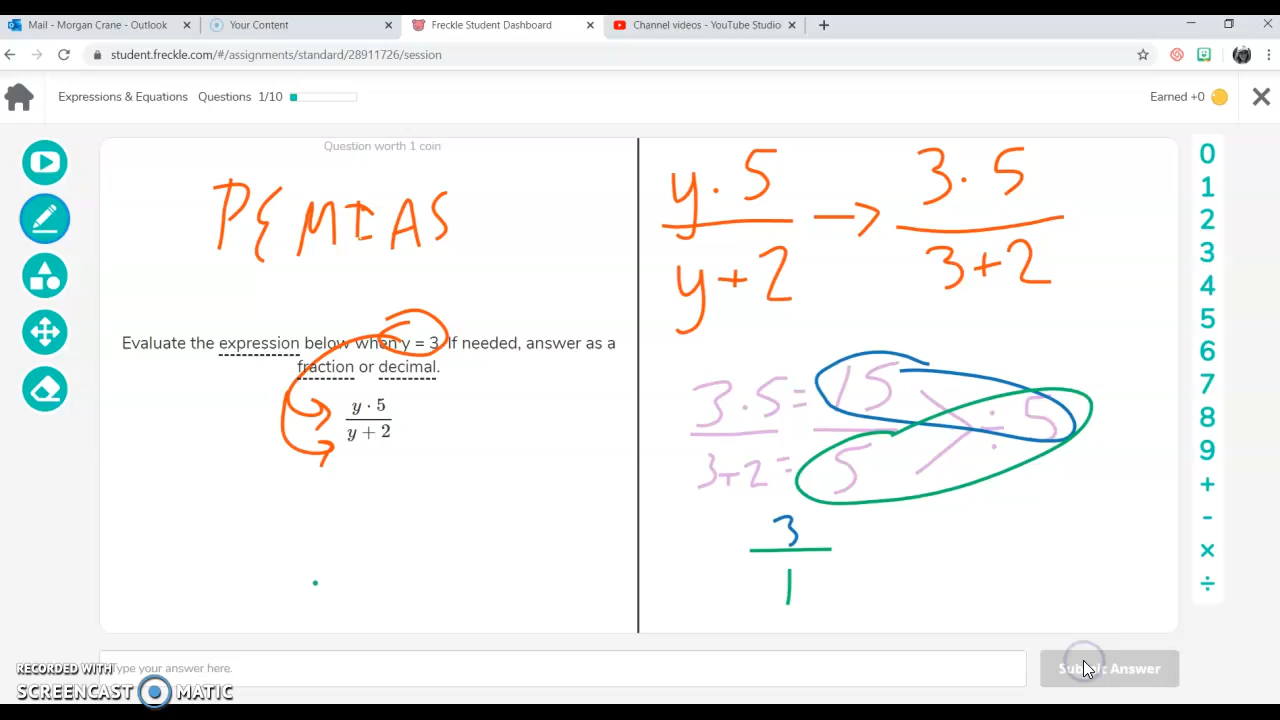 Mail - Morgan Crane - Outlook
Your Content
Freckle Student Dashboard
Channel videos - YouTube Studio
student.freckle.com/#/assignments/standard/28911726/session
Expressions & Equations Questions 1/10
Earned +0
Question worth 1 coin
PEMDAS
Evaluate the expression below when y = 3. If needed, answer as a
fraction or decimal.
y · 5
y + 2
y · 5 → 3 · 5
y + 2 3 + 2
3 · 5 = 15 ÷ 5
3 + 2 = 5
3
1
0
1
2
3
4
5
6
7
8
9
+
-
x
÷
Type your answer here.
Submit Answer
RECORDED WITH
SCREENCAST MATIC